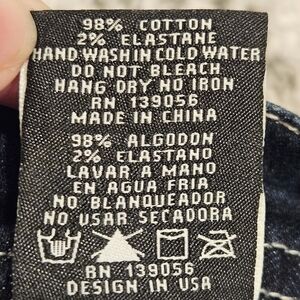 98% COTTON
2% ELASTANE
HAND WASH IN COLD WATER
DO NOT BLEACH
HANG DRY NO IRON
RN 139056
MADE IN CHINA
98% ALGODON
2% ELASTANO
LAVAR A MANO
EN AGUA FRIA
NO BLANQUEADOR
NO USAR SECADORA
RN 139056
DESIGN IN USA